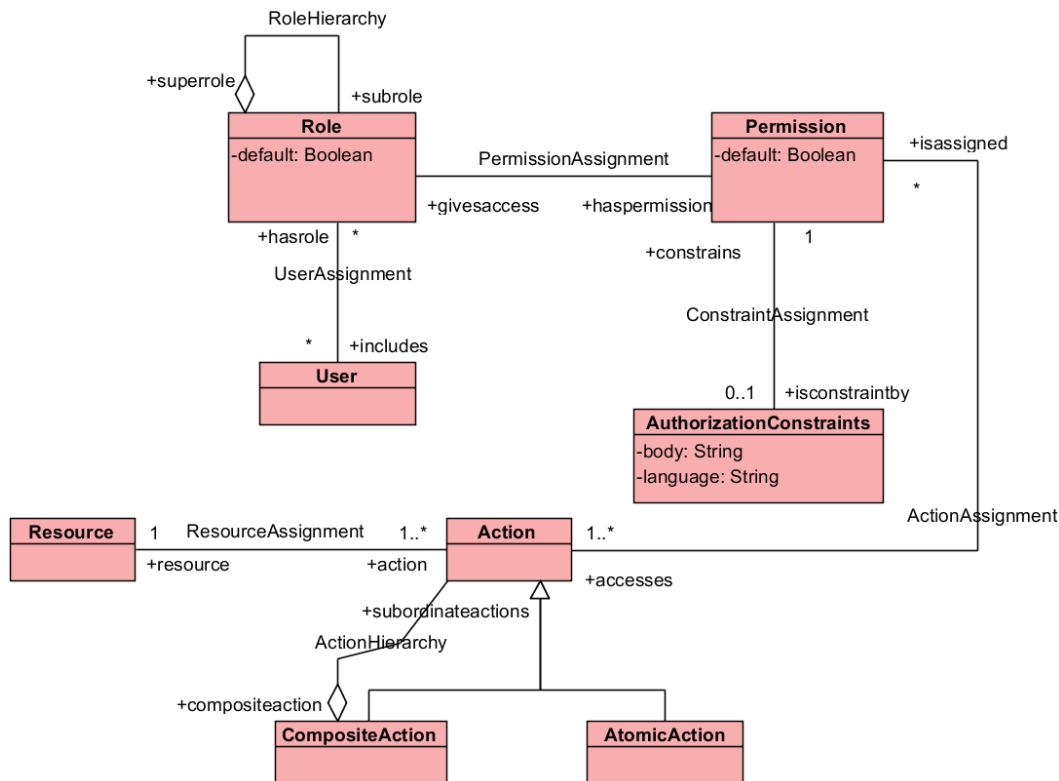 RoleHierarchy
+superrole
+subrole
Role
-default: Boolean
Permission
-default: Boolean
+isassigned
*
PermissionAssignment
+givesaccess
+haspermission
+hasrole
*
+constrains
1
UserAssignment
ConstraintAssignment
*
+includes
User
0..1
+isconstraintby
AuthorizationConstraints
-body: String
-language: String
ActionAssignment
Resource
1
ResourceAssignment
1..*
Action
1..*
+resource
+action
+accesses
+subordinateactions
ActionHierarchy
+compositeaction
CompositeAction
AtomicAction